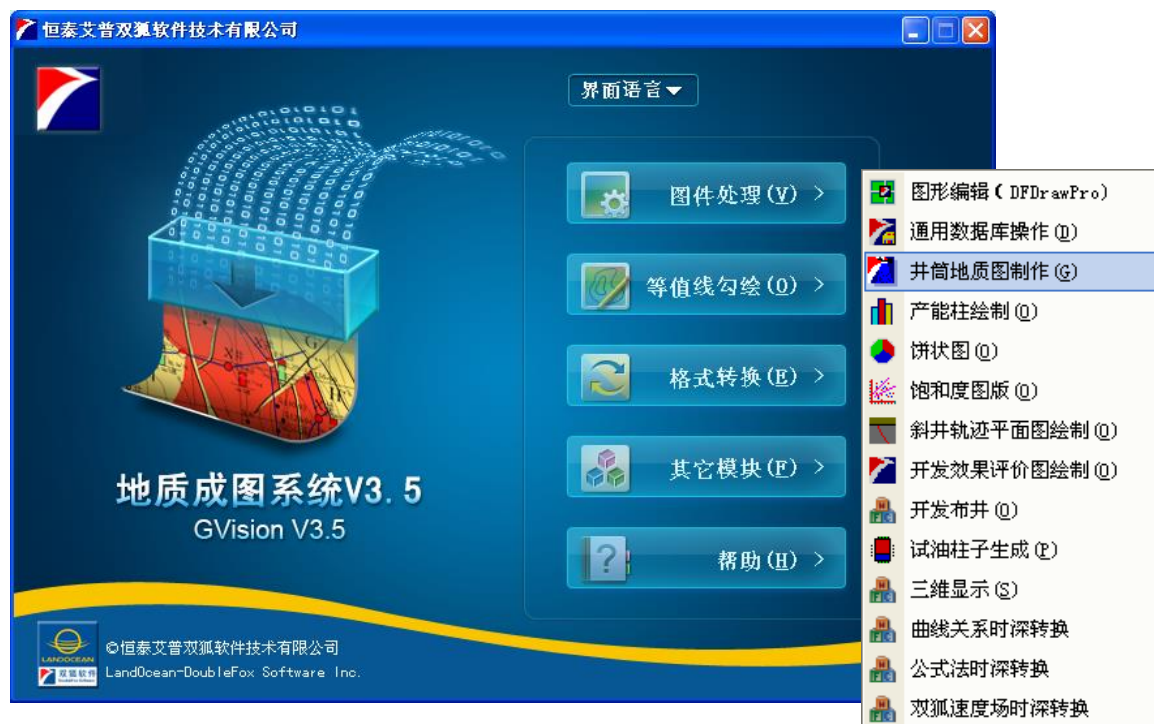 恒泰艾普双狐软件技术有限公司
界面语言
图件处理(V) >
等值线勾绘(O) >
格式转换(E) >
其它模块(F) >
帮助(H) >
地质成图系统V3.5
GVision V3.5
LANDOCEAN
双狐软件
©恒泰艾普双狐软件技术有限公司
LandOcean-DoubleFox Software Inc.
图形编辑(DFDrawPro)
通用数据库操作(D)
井筒地质图制作(G)
产能柱绘制(O)
饼状图(O)
饱和度图版(O)
斜井轨迹平面图绘制(O)
开发效果评价图绘制(O)
开发布井(O)
试油柱子生成(P)
三维显示(S)
曲线关系时深转换
公式法时深转换
双狐速度场时深转换